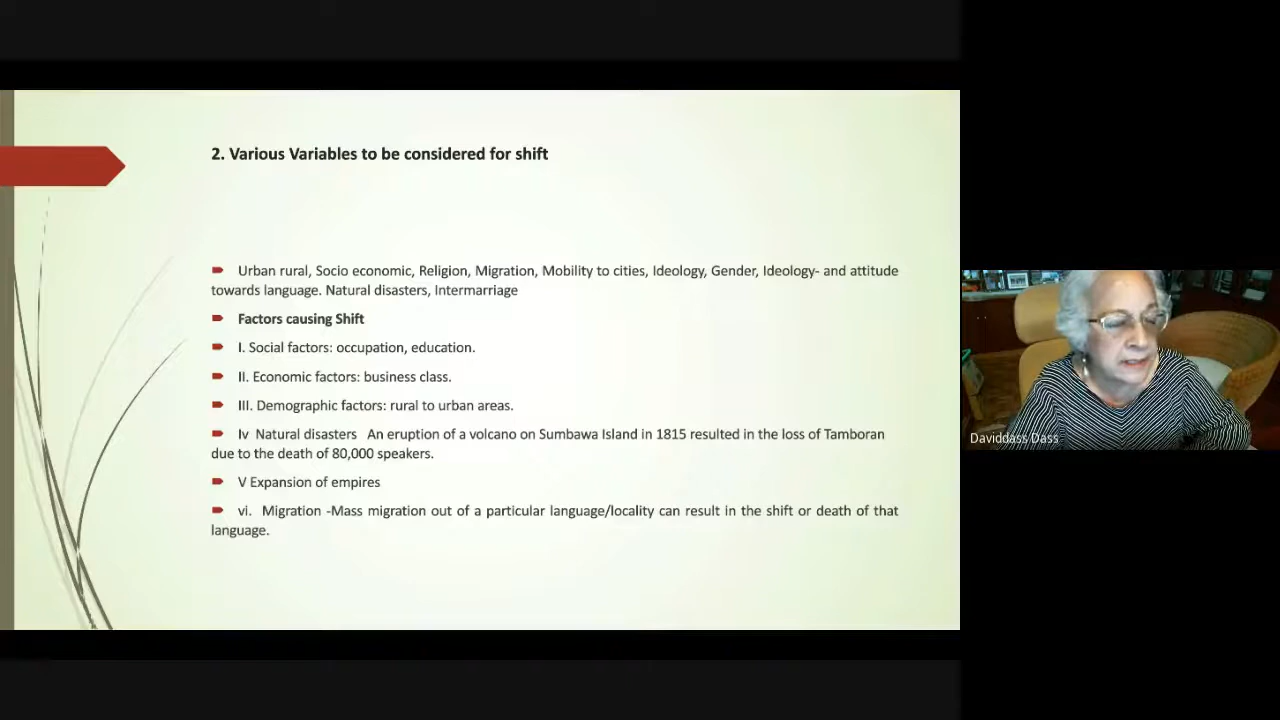 2. Various Variables to be considered for shift
Urban rural, Socio economic, Religion, Migration, Mobility to cities, Ideology, Gender, Ideology- and attitude
towards language. Natural disasters, Intermarriage
Factors causing Shift
I. Social factors: occupation, education.
II. Economic factors: business class.
III. Demographic factors: rural to urban areas.
Iv Natural disasters An eruption of a volcano on Sumbawa Island in 1815 resulted in the loss of Tamboran
due to the death of 80,000 speakers.
V Expansion of empires
vi. Migration -Mass migration out of a particular language/locality can result in the shift or death of that
language.
Daviddass Dass